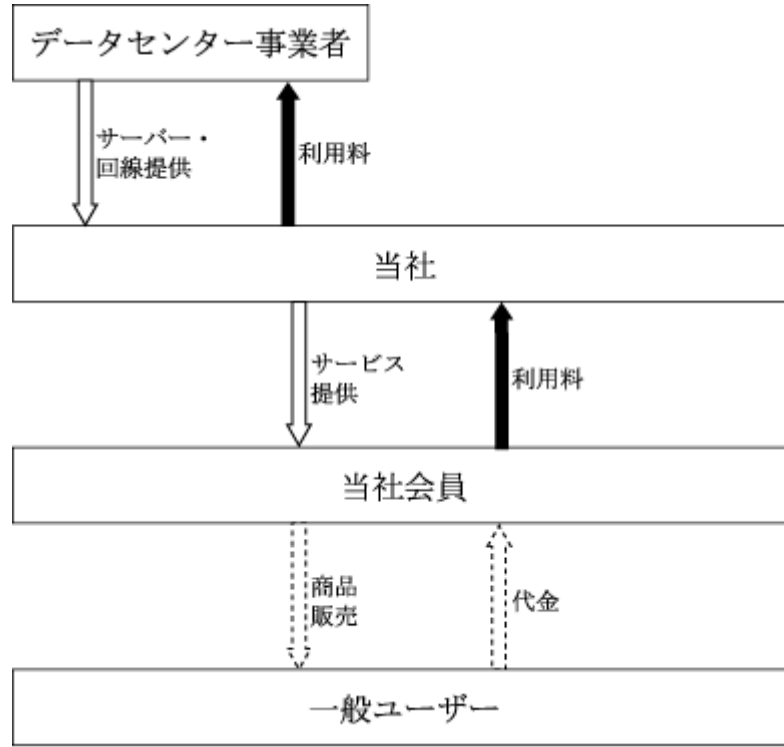 データセンター事業者
サーバー・
回線提供
利用料
当社
サービス
提供
利用料
当社会員
商品
販売
代金
一般ユーザー